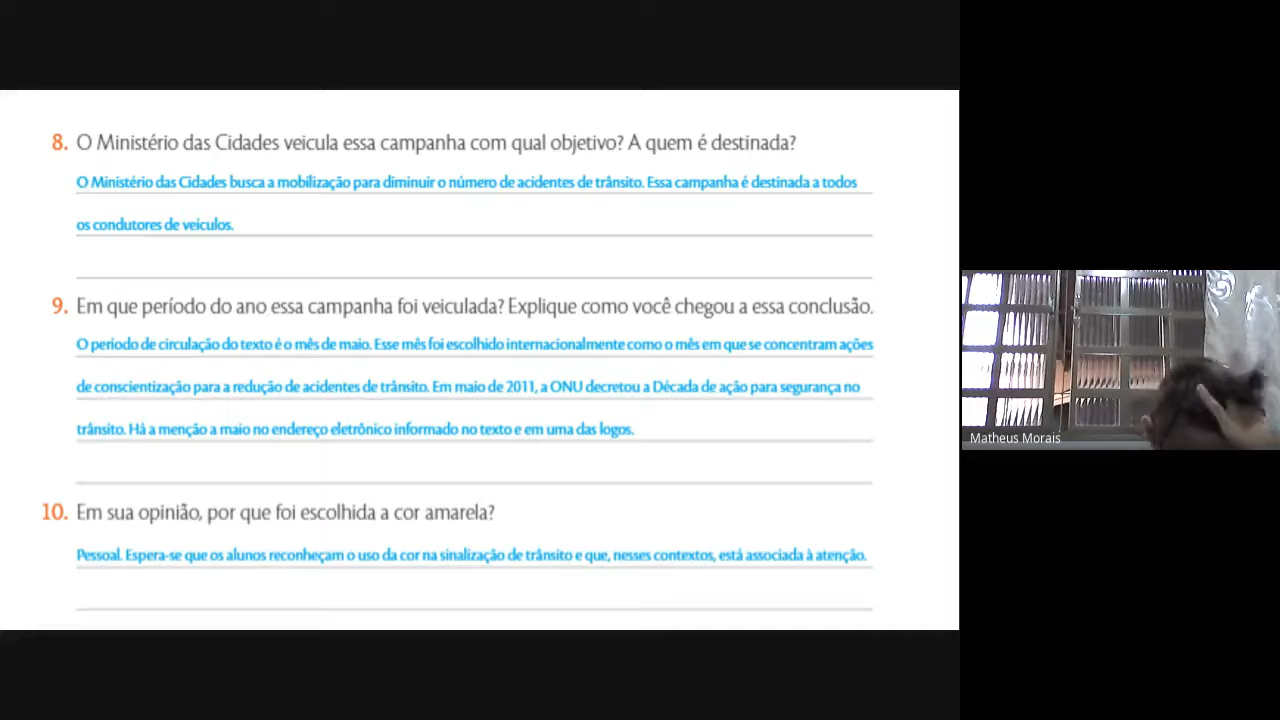 8. O Ministério das Cidades veicula essa campanha com qual objetivo? A quem é destinada?
O Ministério das Cidades busca a mobilização para diminuir o número de acidentes de trânsito. Essa campanha é destinada a todos
os condutores de veículos.
9. Em que período do ano essa campanha foi veiculada? Explique como você chegou a essa conclusão.
O período de circulação do texto é o mês de maio. Esse mês foi escolhido internacionalmente como o mês em que se concentram ações
de conscientização para a redução de acidentes de trânsito. Em maio de 2011, a ONU decretou a Década de ação para segurança no
trânsito. Há a menção a maio no endereço eletrônico informado no texto e em uma das logos.
10. Em sua opinião, por que foi escolhida a cor amarela?
Pessoal. Espera-se que os alunos reconheçam o uso da cor na sinalização de trânsito e que, nesses contextos, está associada à atenção.
Matheus Morais